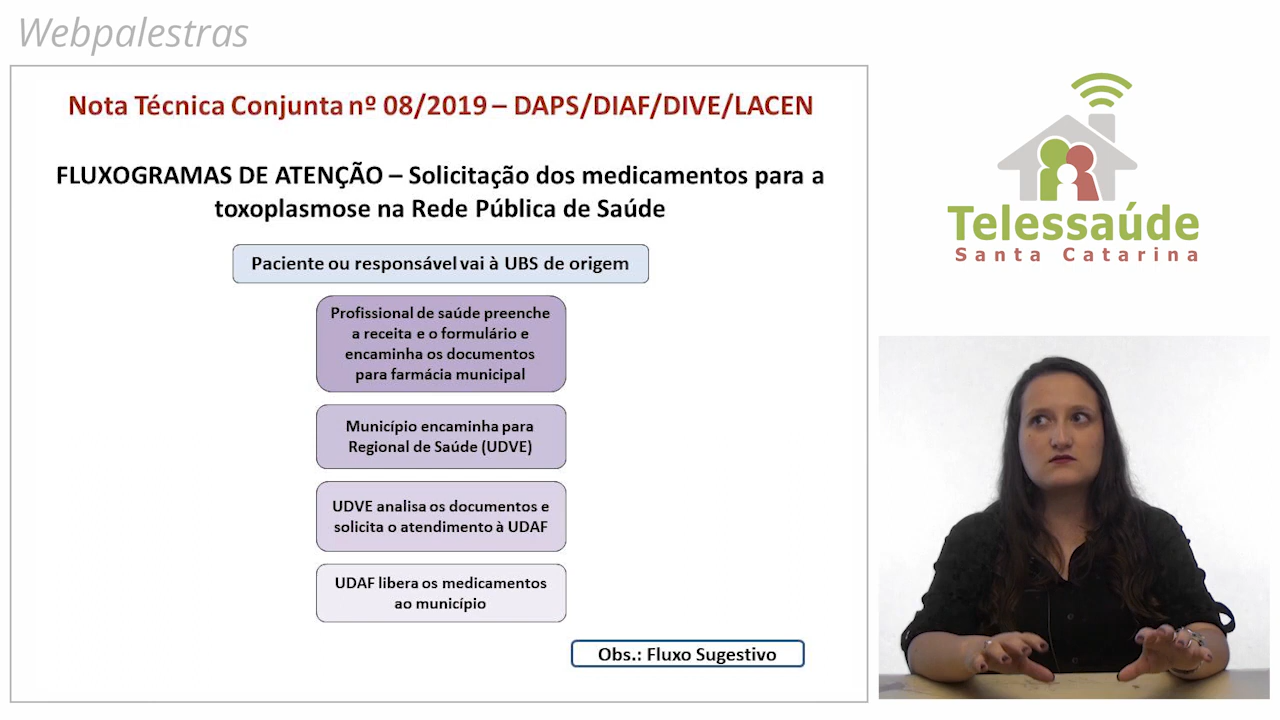 Webpalestras
Nota Técnica Conjunta nº 08/2019 – DAPS/DIAF/DIVE/LACEN
FLUXOGRAMAS DE ATENÇÃO – Solicitação dos medicamentos para a
toxoplasmose na Rede Pública de Saúde
Paciente ou responsável vai à UBS de origem
Profissional de saúde preenche
a receita e o formulário e
encaminha os documentos
para farmácia municipal
Município encaminha para
Regional de Saúde (UDVE)
UDVE analisa os documentos e
solicita o atendimento à UDAF
UDAF libera os medicamentos
ao município
Obs.: Fluxo Sugestivo
Telessaúde
Santa Catarina